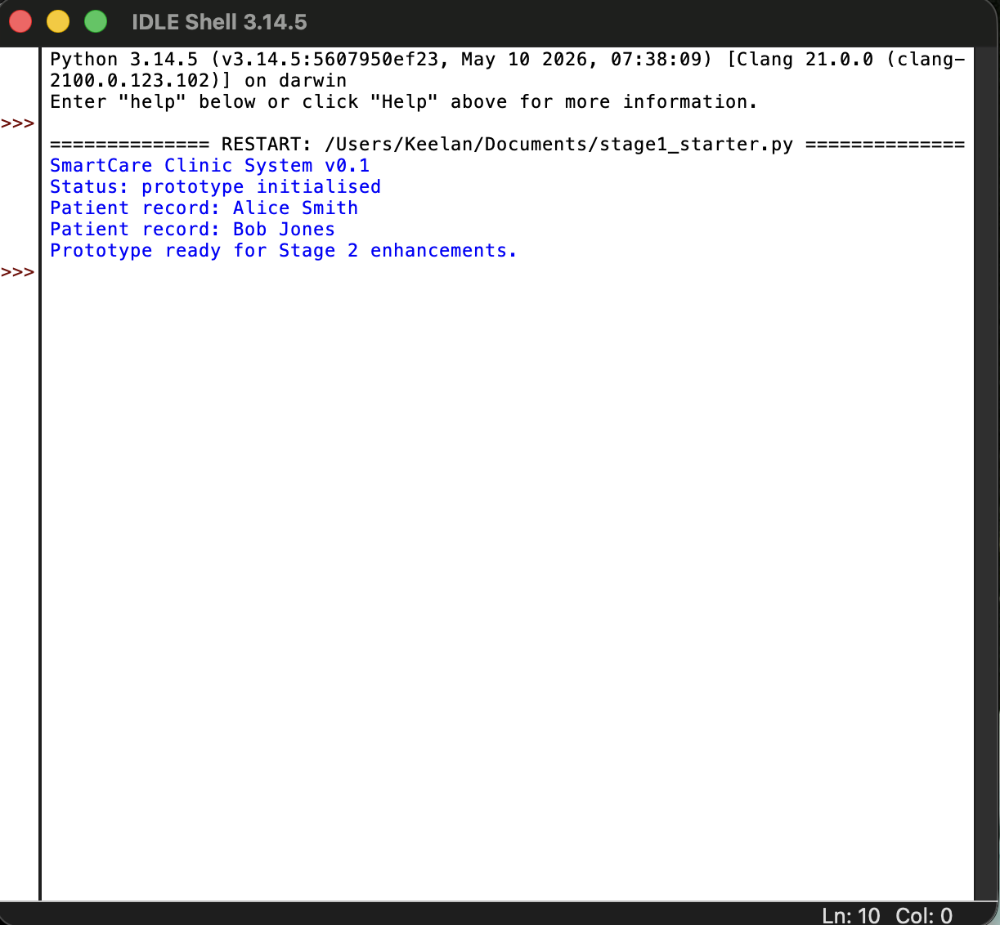 IDLE Shell 3.14.5
Python 3.14.5 (v3.14.5:5607950ef23, May 10 2026, 07:38:09) [Clang 21.0.0 (clang-
2100.0.123.102)] on darwin
Enter "help" below or click "Help" above for more information.
>>>
============== RESTART: /Users/Keelan/Documents/stage1_starter.py ==============
SmartCare Clinic System v0.1
Status: prototype initialised
Patient record: Alice Smith
Patient record: Bob Jones
Prototype ready for Stage 2 enhancements.
>>>
Ln: 10 Col: 0